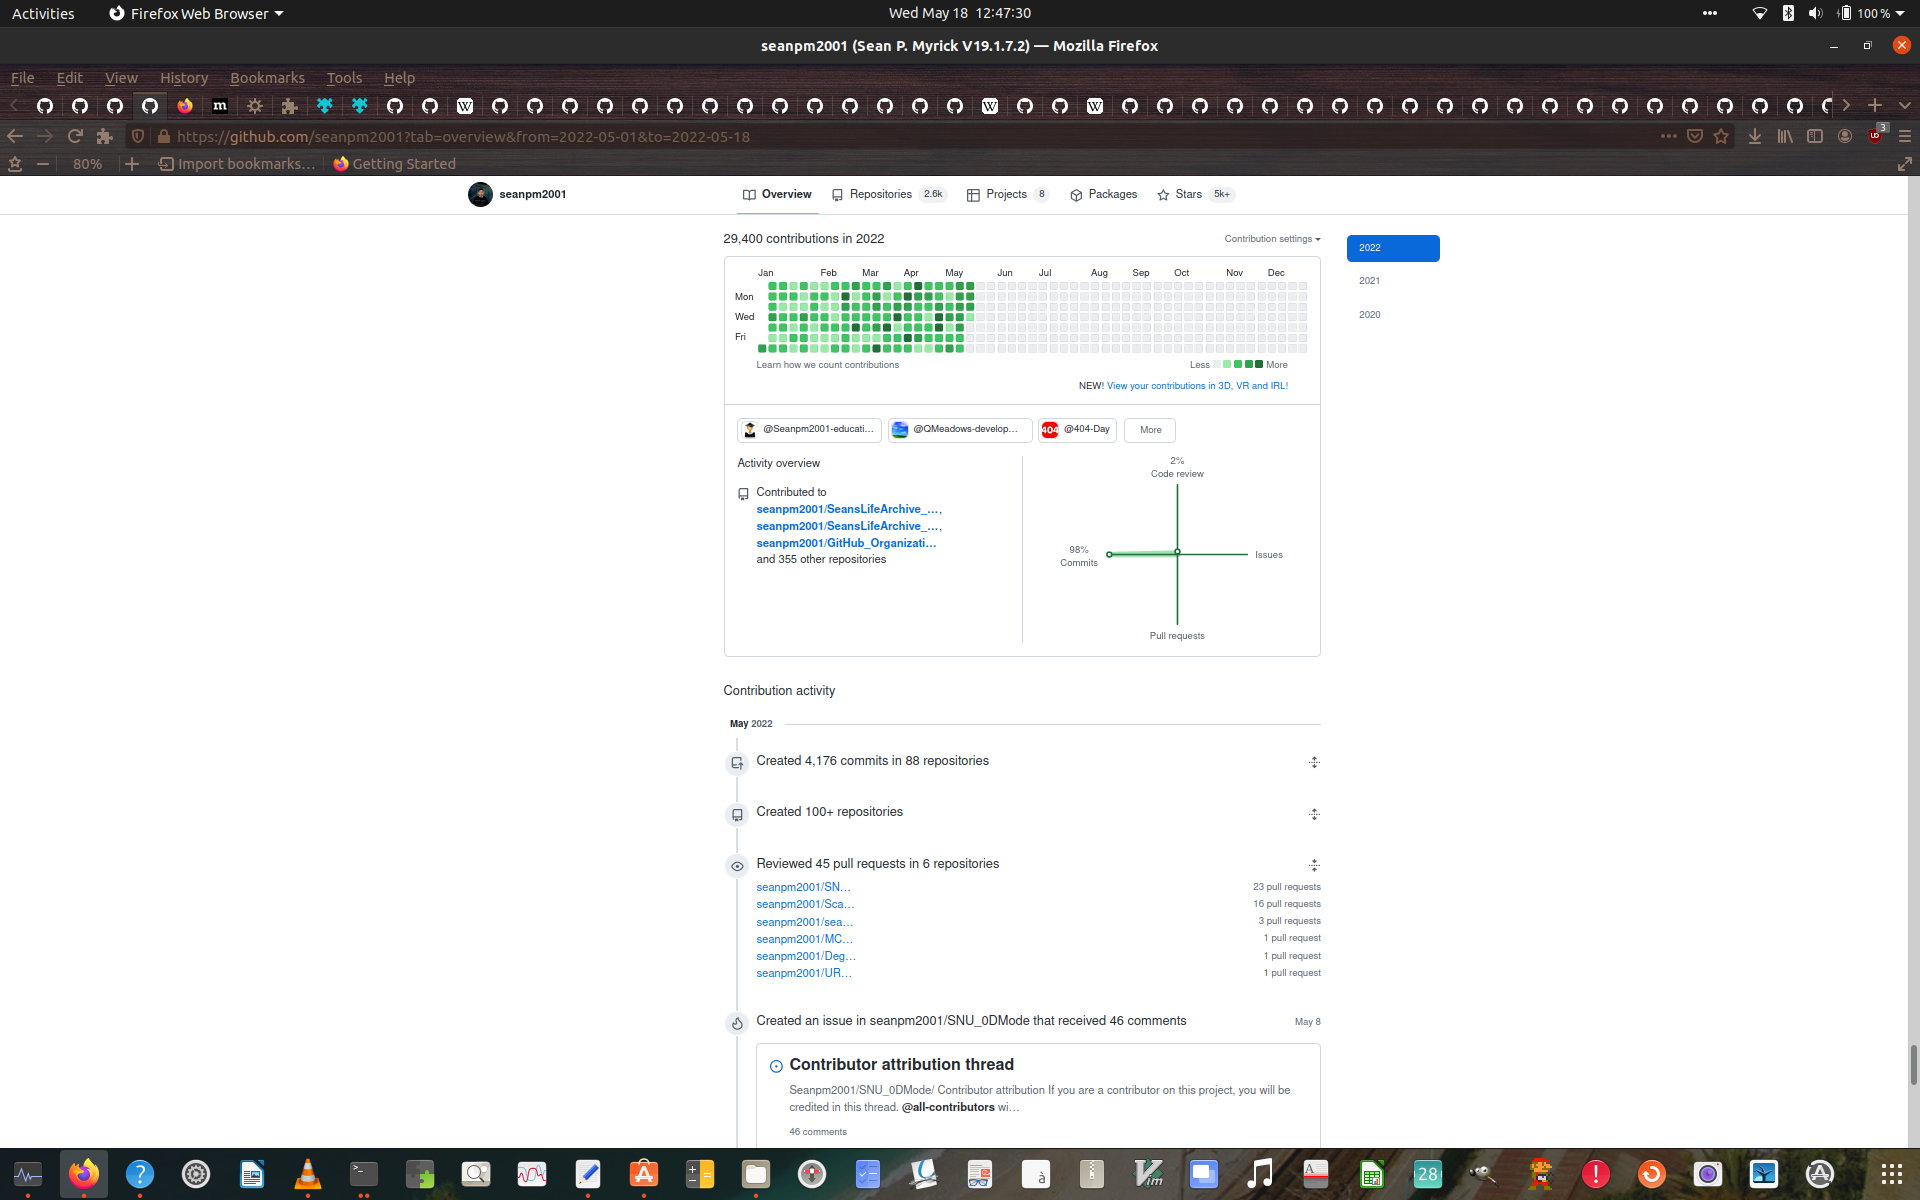 Activities
Firefox Web Browser
Wed May 18 12:47:30
100 %
seanpm2001 (Sean P. Myrick V19.1.7.2) — Mozilla Firefox
File Edit View History Bookmarks Tools Help
https://github.com/seanpm2001?tab=overview&from=2022-05-01&to=2022-05-18
3
80%
Import bookmarks...
Getting Started
seanpm2001
Overview
Repositories 2.6k
Projects 8
Packages
Stars 5k+
29,400 contributions in 2022
Contribution settings
2022
2021
2020
Jan Feb Mar Apr May Jun Jul Aug Sep Oct Nov Dec
Mon
Wed
Fri
Learn how we count contributions
Less More
NEW! View your contributions in 3D, VR and IRL!
@Seanpm2001-educati...
@QMeadows-develop...
404 @404-Day
More
Activity overview
Contributed to
seanpm2001/SeansLifeArchive_...,
seanpm2001/SeansLifeArchive_...,
seanpm2001/GitHub_Organizati...
and 355 other repositories
2%
Code review
98%
Commits
Issues
Pull requests
Contribution activity
May 2022
Created 4,176 commits in 88 repositories
Created 100+ repositories
Reviewed 45 pull requests in 6 repositories
seanpm2001/SN... 23 pull requests
seanpm2001/Sca... 16 pull requests
seanpm2001/sea... 3 pull requests
seanpm2001/MC... 1 pull request
seanpm2001/Deg... 1 pull request
seanpm2001/UR... 1 pull request
Created an issue in seanpm2001/SNU_0DMode that received 46 comments
May 8
Contributor attribution thread
Seanpm2001/SNU_0DMode/ Contributor attribution If you are a contributor on this project, you will be
credited in this thread. @all-contributors wi...
46 comments
28